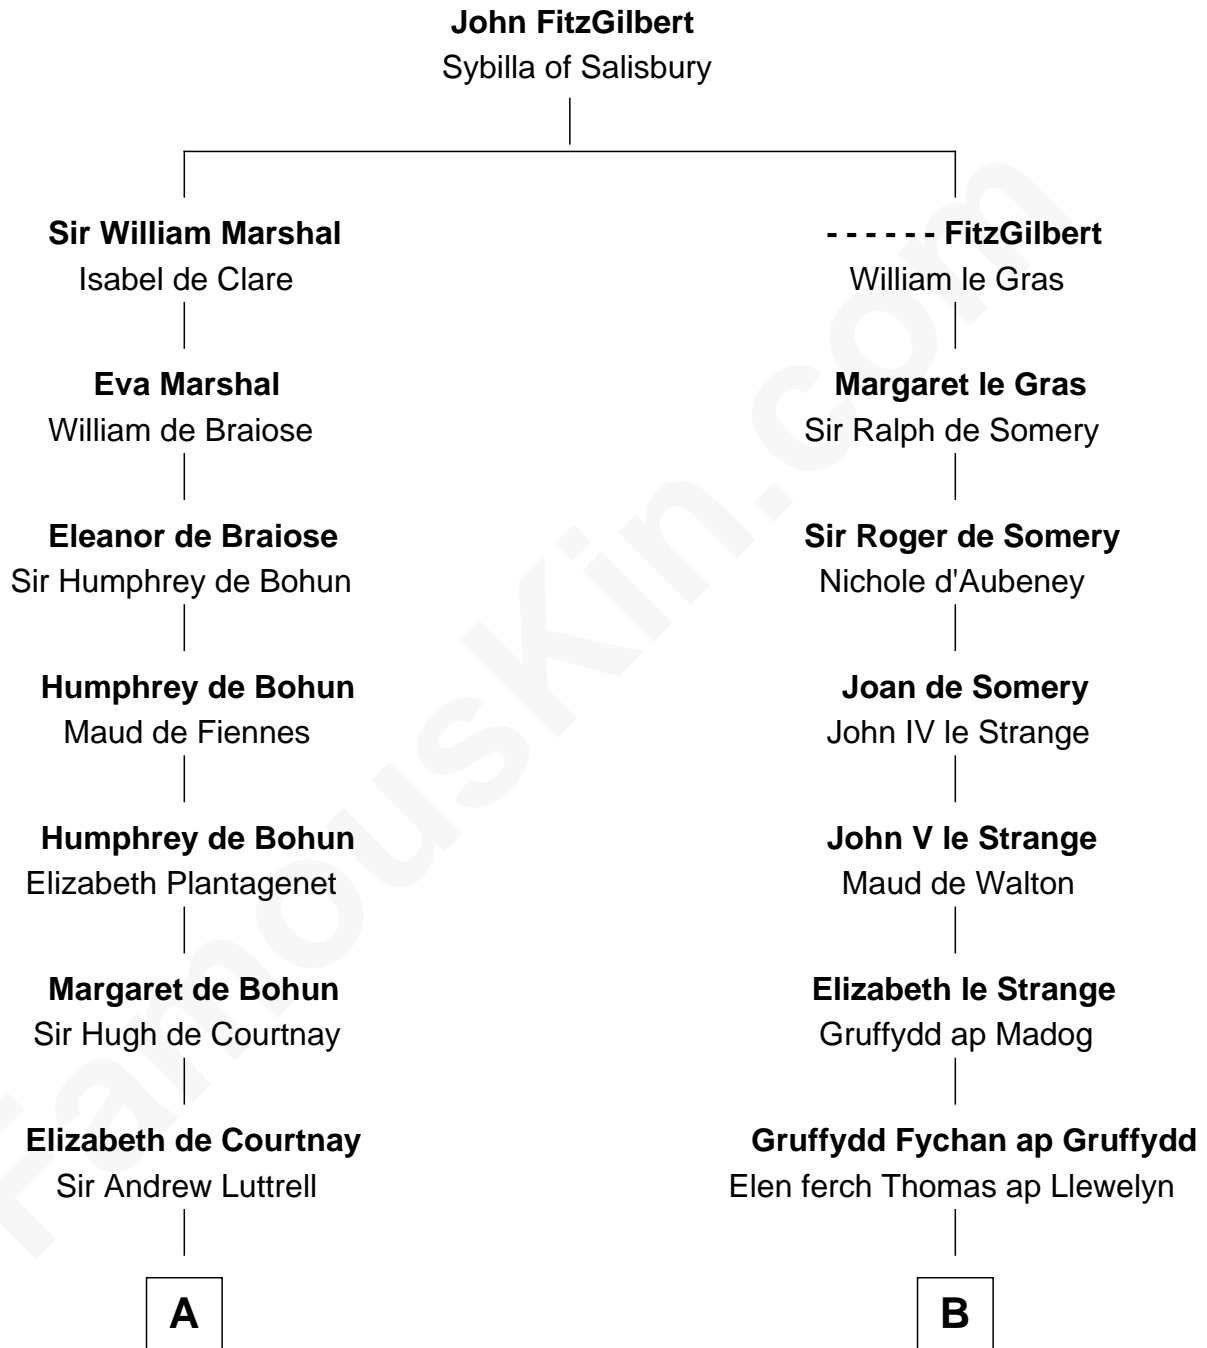 John FitzGilbert
Sybilla of Salisbury
Sir William Marshal
Isabel de Clare
- - - - - - FitzGilbert
William le Gras
Eva Marshal
William de Braiose
Margaret le Gras
Sir Ralph de Somery
Eleanor de Braiose
Sir Humphrey de Bohun
Sir Roger de Somery
Nichole d'Aubeney
Humphrey de Bohun
Maud de Fiennes
Joan de Somery
John IV le Strange
Humphrey de Bohun
Elizabeth Plantagenet
John V le Strange
Maud de Walton
Margaret de Bohun
Sir Hugh de Courtnay
Elizabeth le Strange
Gruffydd ap Madog
Elizabeth de Courtnay
Sir Andrew Luttrell
Gruffydd Fychan ap Gruffydd
Elen ferch Thomas ap Llewelyn
A
B
FamousKin.com